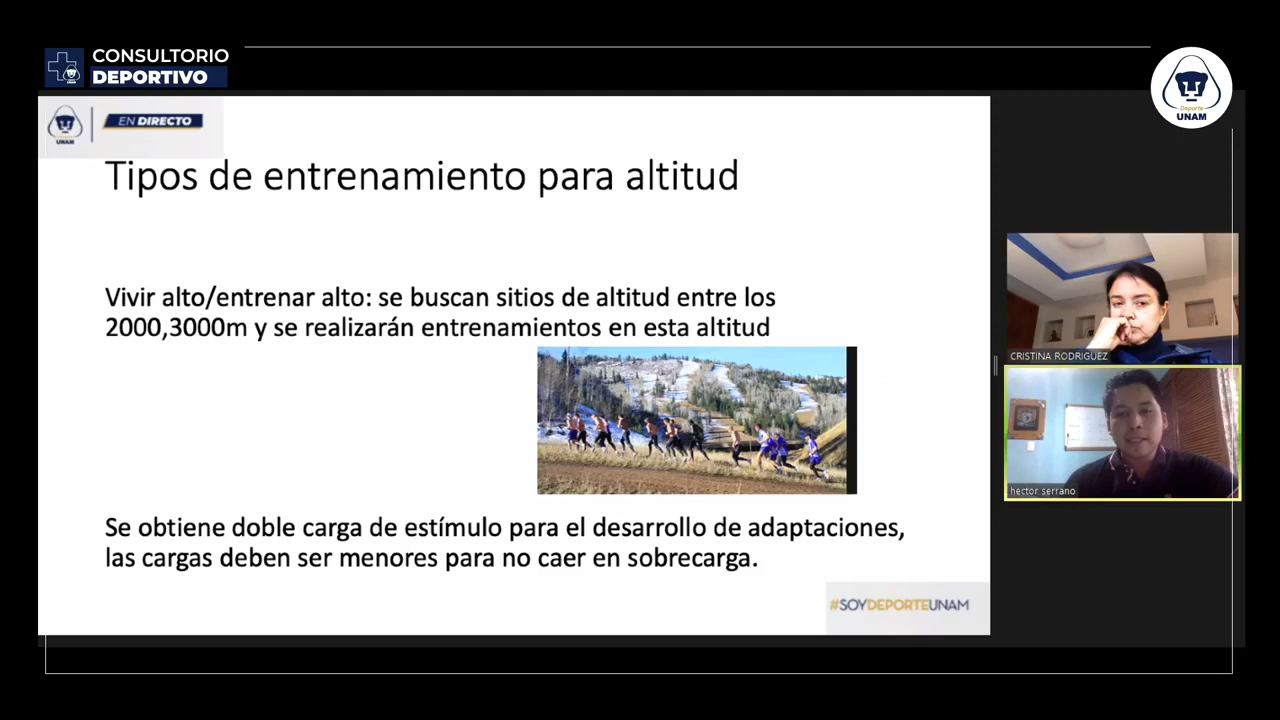 CONSULTORIO
DEPORTIVO
Deporte
UNAM
UNAM
EN DIRECTO
Tipos de entrenamiento para altitud
Vivir alto/entrenar alto: se buscan sitios de altitud entre los
2000,3000m y se realizarán entrenamientos en esta altitud
Se obtiene doble carga de estímulo para el desarrollo de adaptaciones,
las cargas deben ser menores para no caer en sobrecarga.
#SOYDEPORTEUNAM
CRISTINA RODRIGUEZ
hector serrano